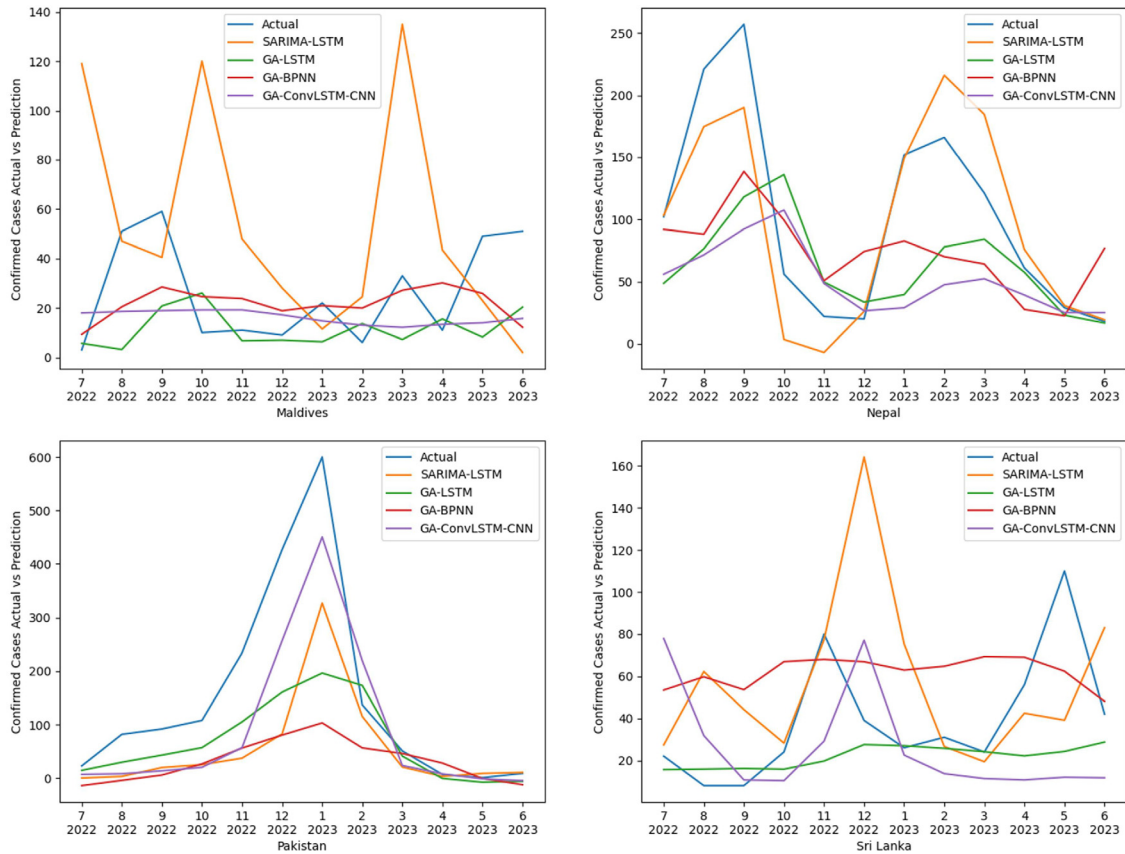 Confirmed Cases Actual vs Prediction
140
120
100
80
60
40
20
0
Actual
SARIMA-LSTM
GA-LSTM
GA-BPNN
GA-ConvLSTM-CNN
7 8 9 10 11 12 1 2 3 4 5 6
2022 2022 2022 2022 2022 2022 2023 2023 2023 2023 2023 2023
Maldives
Confirmed Cases Actual vs Prediction
250
200
150
100
50
0
Actual
SARIMA-LSTM
GA-LSTM
GA-BPNN
GA-ConvLSTM-CNN
7 8 9 10 11 12 1 2 3 4 5 6
2022 2022 2022 2022 2022 2022 2023 2023 2023 2023 2023 2023
Nepal
Confirmed Cases Actual vs Prediction
600
500
400
300
200
100
0
Actual
SARIMA-LSTM
GA-LSTM
GA-BPNN
GA-ConvLSTM-CNN
7 8 9 10 11 12 1 2 3 4 5 6
2022 2022 2022 2022 2022 2022 2023 2023 2023 2023 2023 2023
Pakistan
Confirmed Cases Actual vs Prediction
160
140
120
100
80
60
40
20
Actual
SARIMA-LSTM
GA-LSTM
GA-BPNN
GA-ConvLSTM-CNN
7 8 9 10 11 12 1 2 3 4 5 6
2022 2022 2022 2022 2022 2022 2023 2023 2023 2023 2023 2023
Sri Lanka